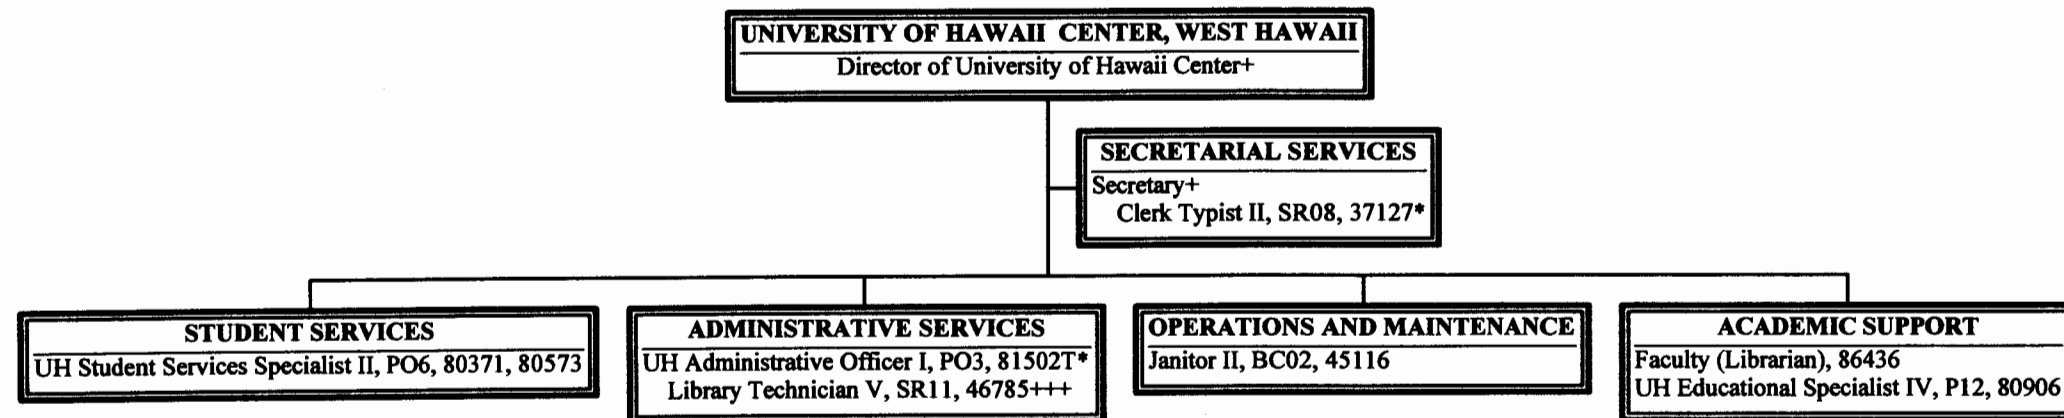 UNIVERSITY OF HAWAII CENTER, WEST HAWAII
Director of University of Hawaii Center+
SECRETARIAL SERVICES
Secretary+
Clerk Typist II, SR08, 37127*
STUDENT SERVICES
UH Student Services Specialist II, PO6, 80371, 80573
ADMINISTRATIVE SERVICES
UH Administrative Officer I, PO3, 81502T*
Library Technician V, SR11, 46785+++
OPERATIONS AND MAINTENANCE
Janitor II, BC02, 45116
ACADEMIC SUPPORT
Faculty (Librarian), 86436
UH Educational Specialist IV, P12, 80906